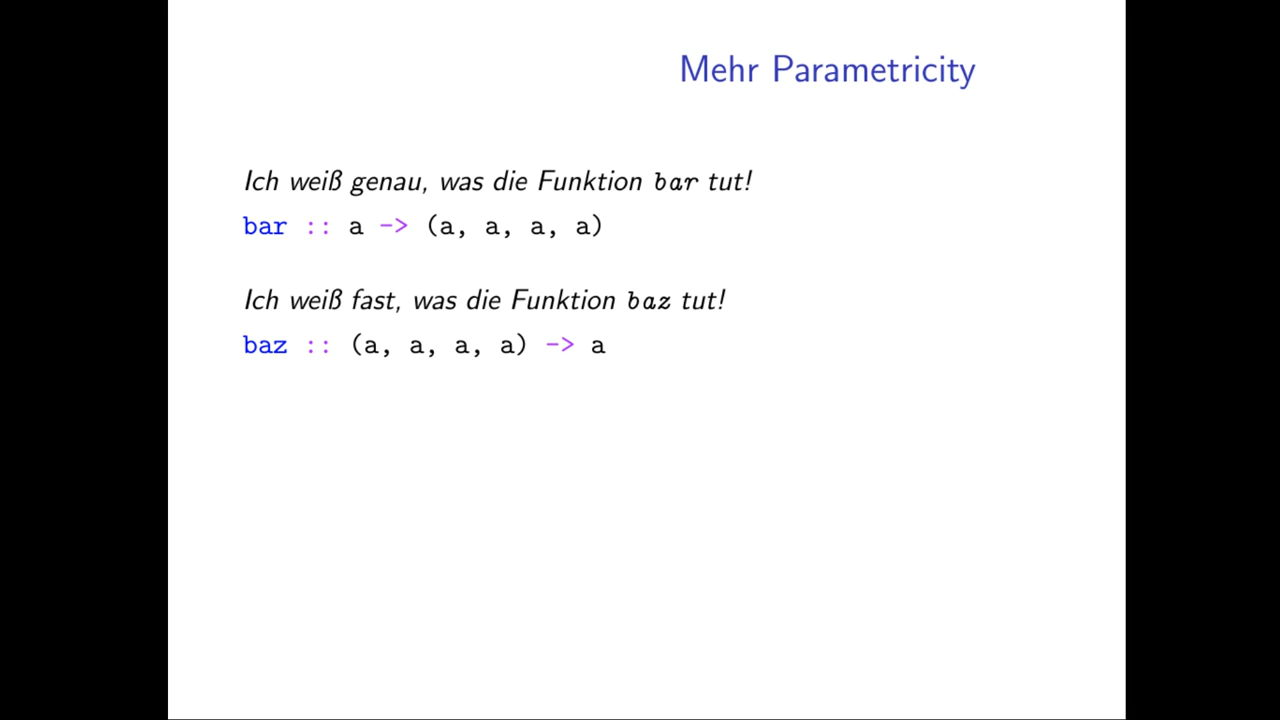 Mehr Parametricity
Ich weiß genau, was die Funktion bar tut!
bar :: a -> (a, a, a, a)
Ich weiß fast, was die Funktion baz tut!
baz :: (a, a, a, a) -> a